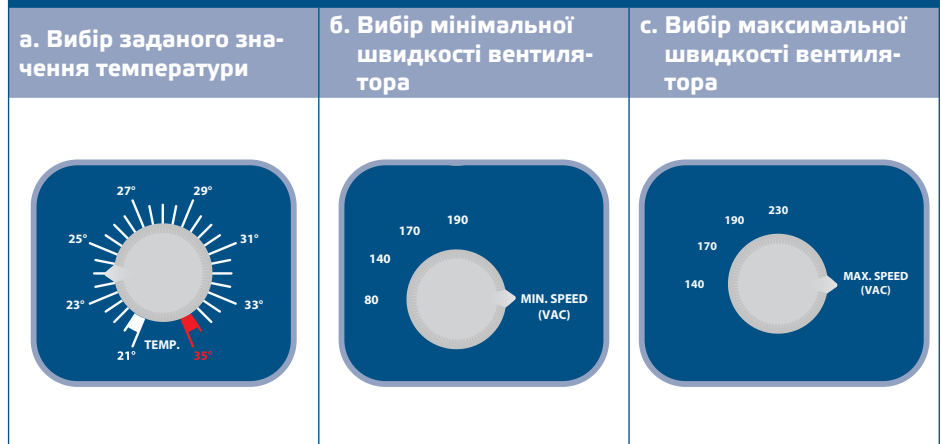 а. Вибір заданого зна-
чення температури
б. Вибір мінімальної
швидкості вентиля-
тора
с. Вибір максимальної
швидкості вентиля-
тора
27° 29°
25° 31°
23° 33°
21° TEMP. 35°
190
170
140
80
MIN. SPEED
(VAC)
230
190
170
140
MAX. SPEED
(VAC)